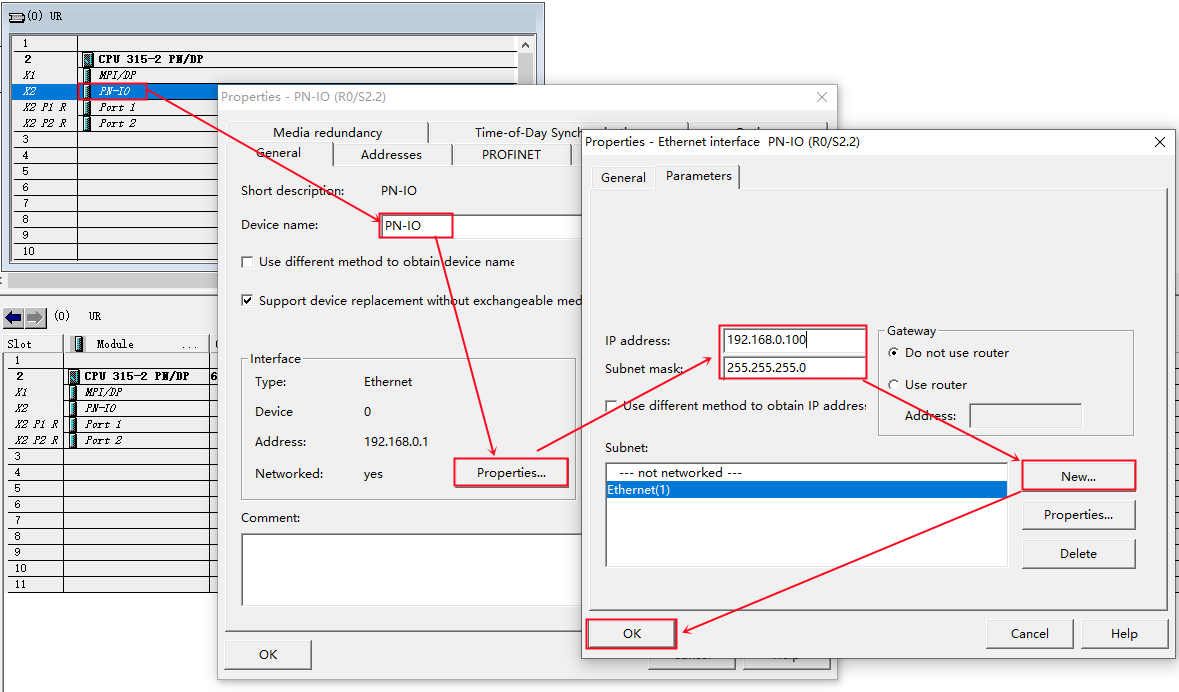 (0) UR
1
2 CPU 315-2 PN/DP
X1 MPI/DP
X2 PN-IO
X2 P1 R Port 1
X2 P2 R Port 2
3
4
5
6
7
8
9
10
(0) UR
Slot Module ...
1
2 CPU 315-2 PN/DP 6
X1 MPI/DP
X2 PN-IO
X2 P1 R Port 1
X2 P2 R Port 2
3
4
5
6
7
8
9
10
11
Properties - PN-IO (R0/S2.2)
Media redundancy Time-of-Day
General Addresses PROFINET
Short description: PN-IO
Device name: PN-IO
Use different method to obtain device name
Support device replacement without exchangeable med
Interface
Type: Ethernet
Device 0
Address: 192.168.0.1
Networked: yes Properties...
Comment:
OK
Properties - Ethernet interface PN-IO (R0/S2.2)
General Parameters
IP address: 192.168.0.100
Subnet mask: 255.255.255.0
Use different method to obtain IP address
Gateway
Do not use router
Use router
Address:
Subnet:
--- not networked ---
Ethernet(1)
New...
Properties...
Delete
OK Cancel Help